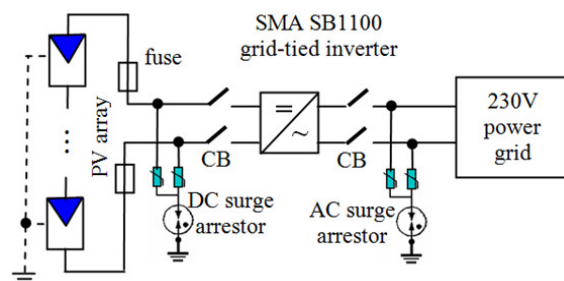 SMA SB1100
grid-tied inverter
fuse
PV array
...
CB
=
~
CB
230V
power
grid
DC surge
arrestor
AC surge
arrestor